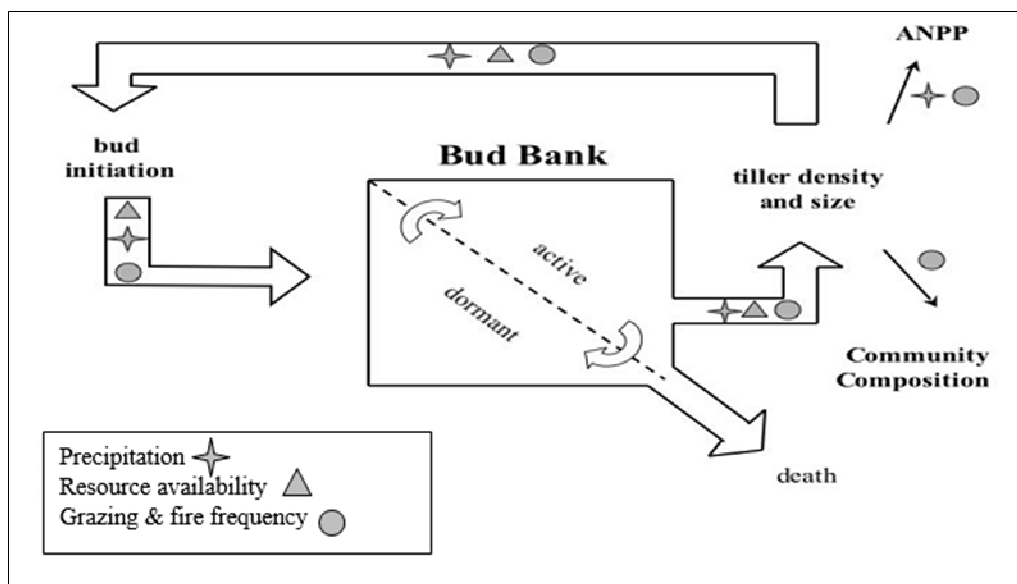 ANPP
bud
initiation
Bud Bank
tiller density
and size
active
dormant
Community
Composition
death
Precipitation
Resource availability
Grazing & fire frequency